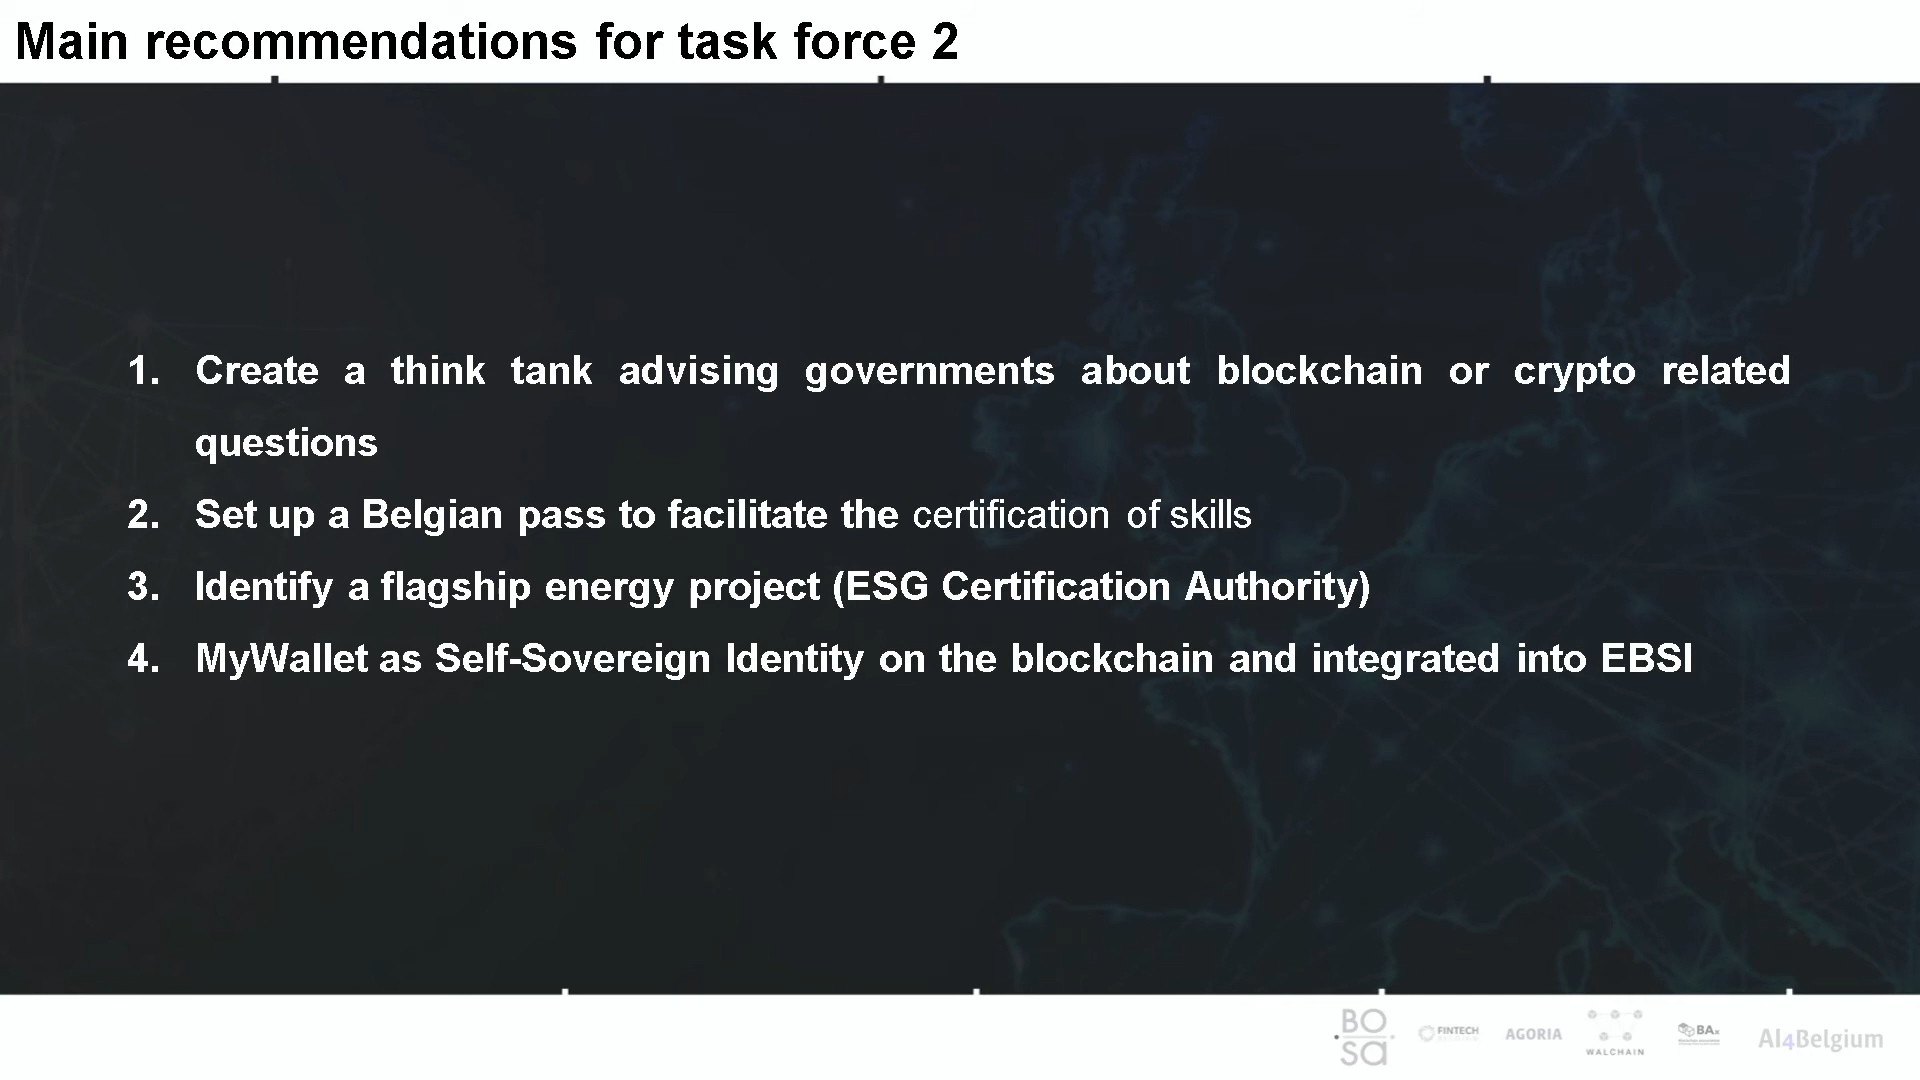 Main recommendations for task force 2
1. Create a think tank advising governments about blockchain or crypto related
questions
2. Set up a Belgian pass to facilitate the certification of skills
3. Identify a flagship energy project (ESG Certification Authority)
4. MyWallet as Self-Sovereign Identity on the blockchain and integrated into EBSI
BOSa
FINTECH
BELGIUM
AGORIA
WALCHAIN
BA
AI4Belgium